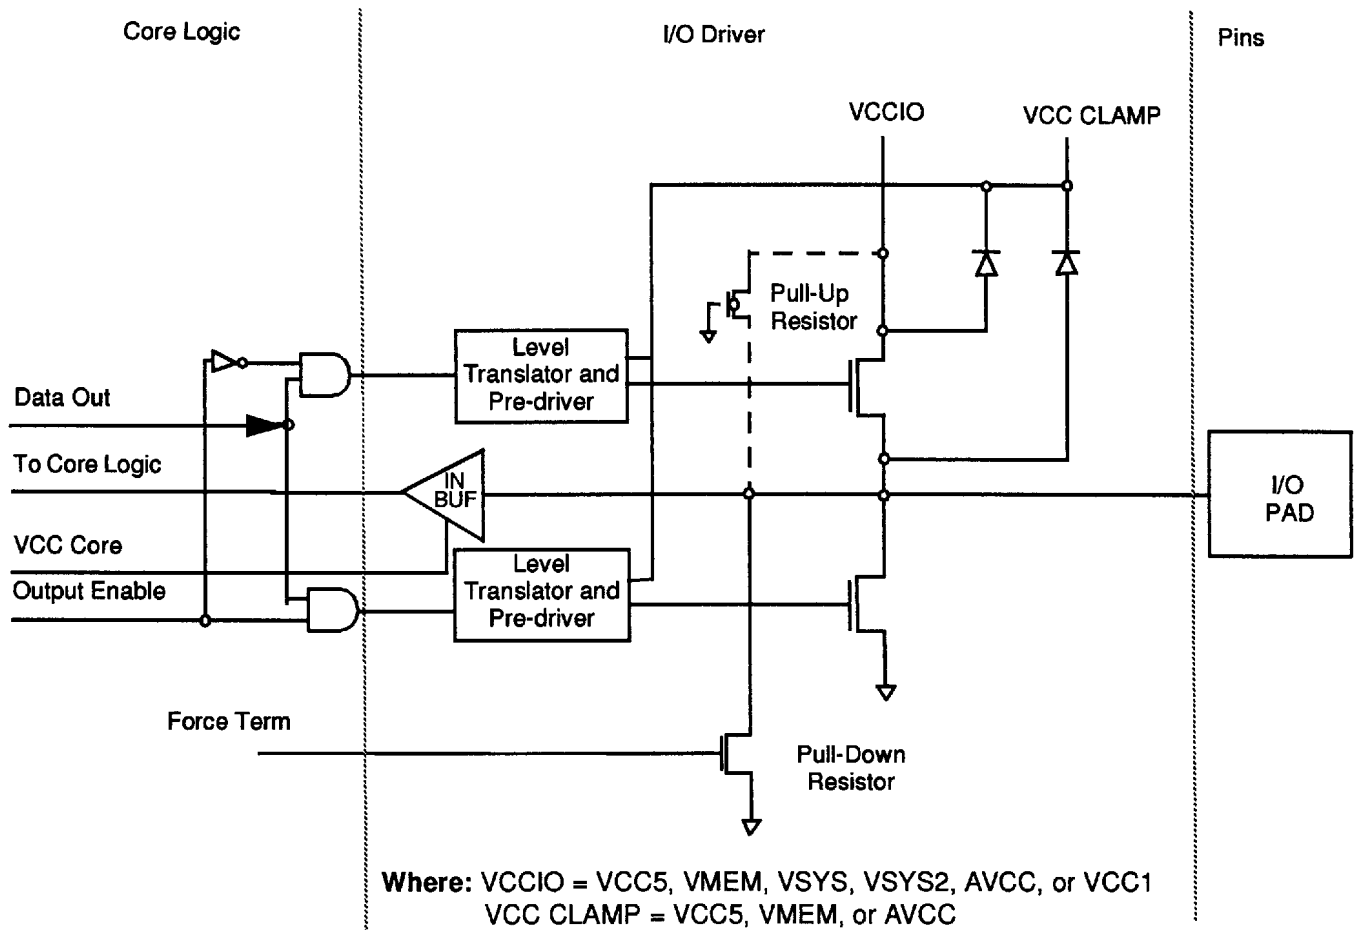 Core Logic
I/O Driver
Pins
VCCIO
VCC CLAMP
Pull-Up
Resistor
Level
Translator and
Pre-driver
Data Out
To Core Logic
IN
BUF
I/O
PAD
VCC Core
Output Enable
Level
Translator and
Pre-driver
Force Term
Pull-Down
Resistor
Where: VCCIO = VCC5, VMEM, VSYS, VSYS2, AVCC, or VCC1
VCC CLAMP = VCC5, VMEM, or AVCC